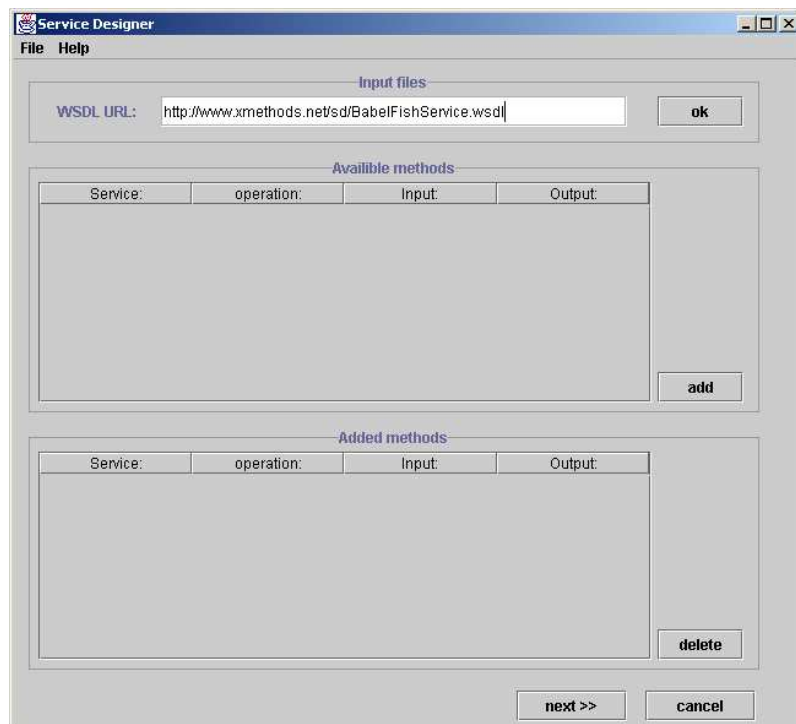 Service Designer
File Help
Input files
WSDL URL: http://www.xmethods.net/sd/BabelFishService.wsdl ok
Availible methods
Service: operation: Input: Output:
add
Added methods
Service: operation: Input: Output:
delete
next >> cancel